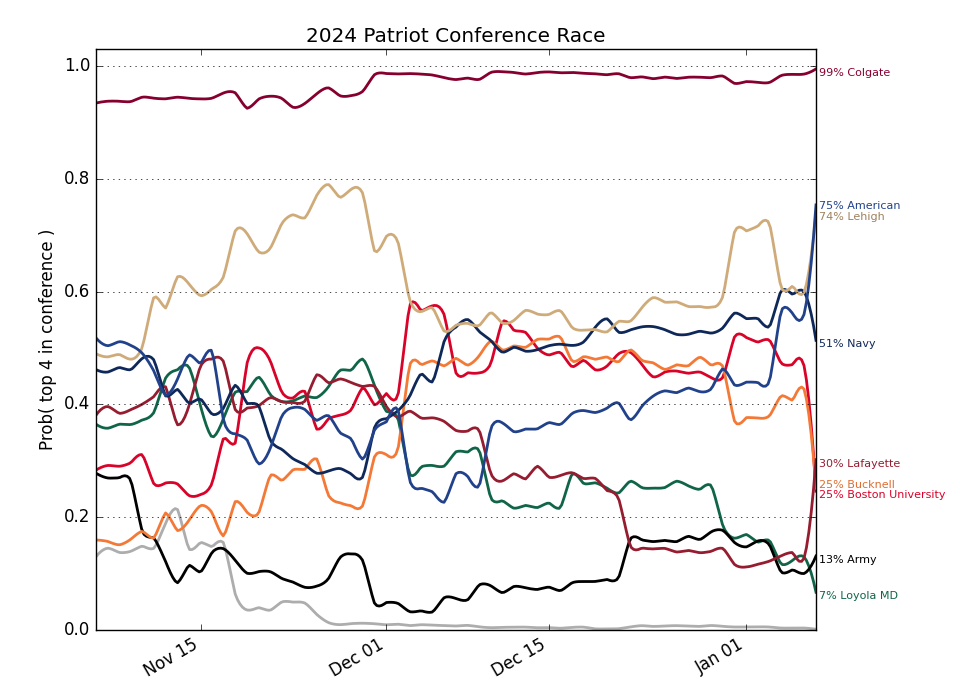 2024 Patriot Conference Race
Prob( top 4 in conference )
1.0
0.8
0.6
0.4
0.2
0.0
Nov 15
Dec 01
Dec 15
Jan 01
99% Colgate
75% American
74% Lehigh
51% Navy
30% Lafayette
25% Bucknell
25% Boston University
13% Army
7% Loyola MD